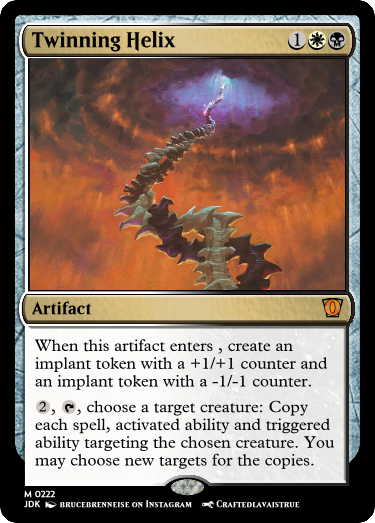 Twinning Helix 1
Artifact
When this artifact enters , create an
implant token with a +1/+1 counter and
an implant token with a -1/-1 counter.
2, , choose a target creature: Copy
each spell, activated ability and triggered
ability targeting the chosen creature. You
may choose new targets for the copies.
M 0222
JDK BRUCEBRENNEISE ON INSTAGRAM CRAFTEDLAVAISTRUE